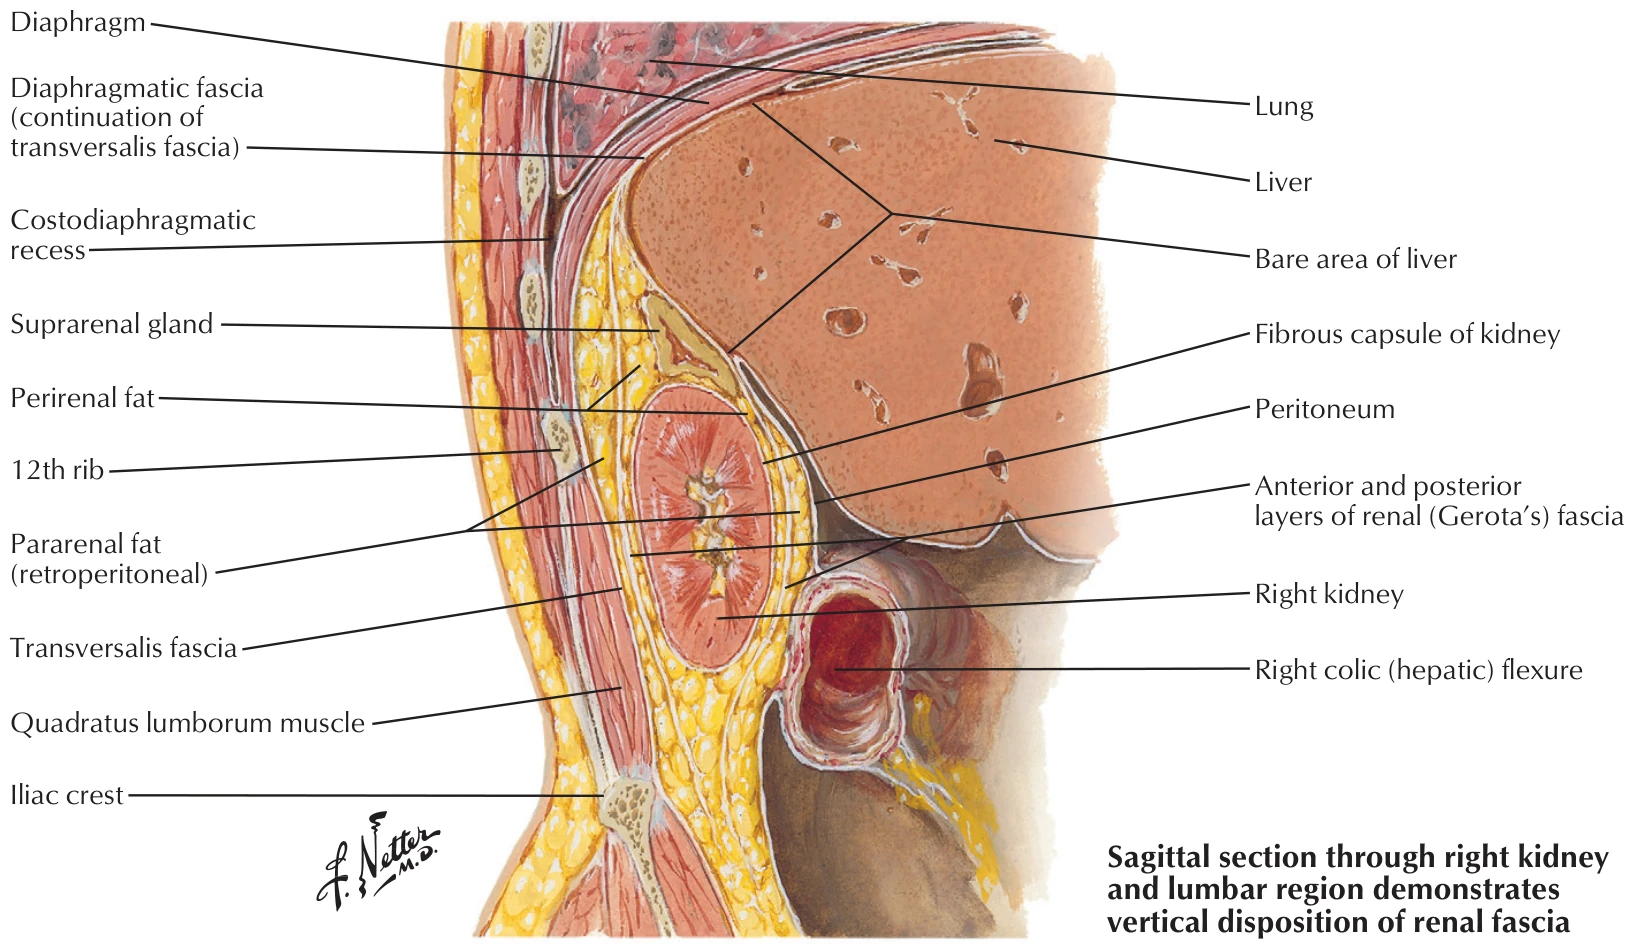 Diaphragm
Diaphragmatic fascia
(continuation of
transversalis fascia)
Costodiaphragmatic
recess
Suprarenal gland
Perirenal fat
12th rib
Pararenal fat
(retroperitoneal)
Transversalis fascia
Quadratus lumborum muscle
Iliac crest
Lung
Liver
Bare area of liver
Fibrous capsule of kidney
Peritoneum
Anterior and posterior
layers of renal (Gerota’s) fascia
Right kidney
Right colic (hepatic) flexure
F. Netter
M.D.
Sagittal section through right kidney
and lumbar region demonstrates
vertical disposition of renal fascia